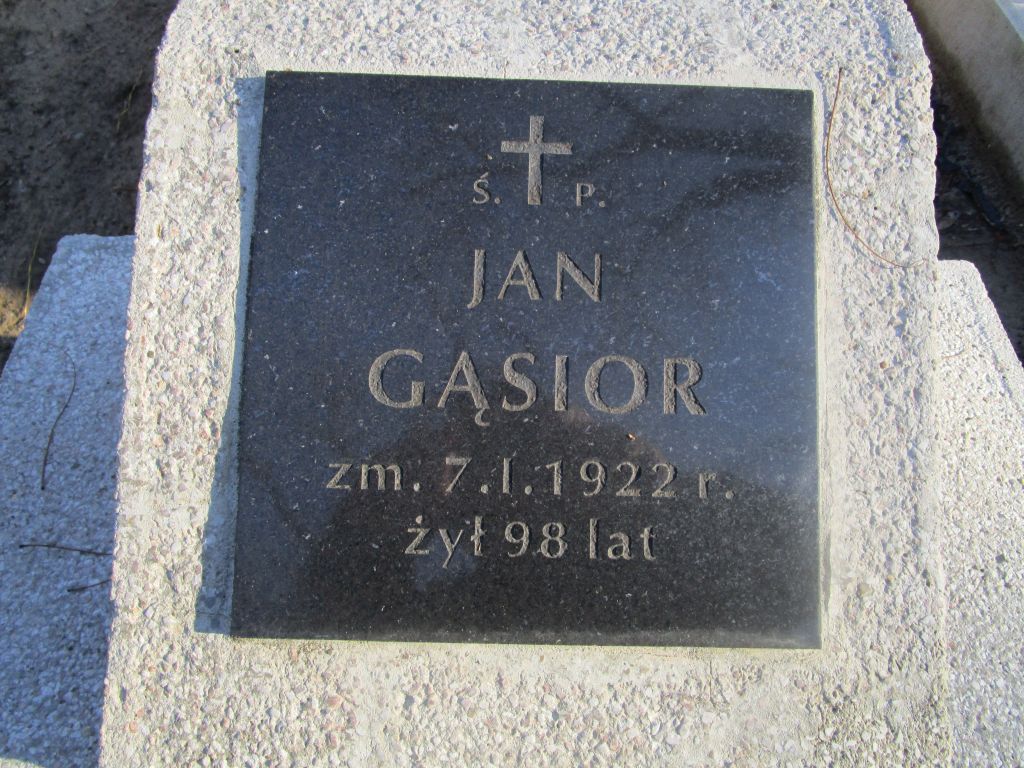 Ś. P.
JAN
GĄSIOR
zm. 7.I.1922 r.
żył 98 lat